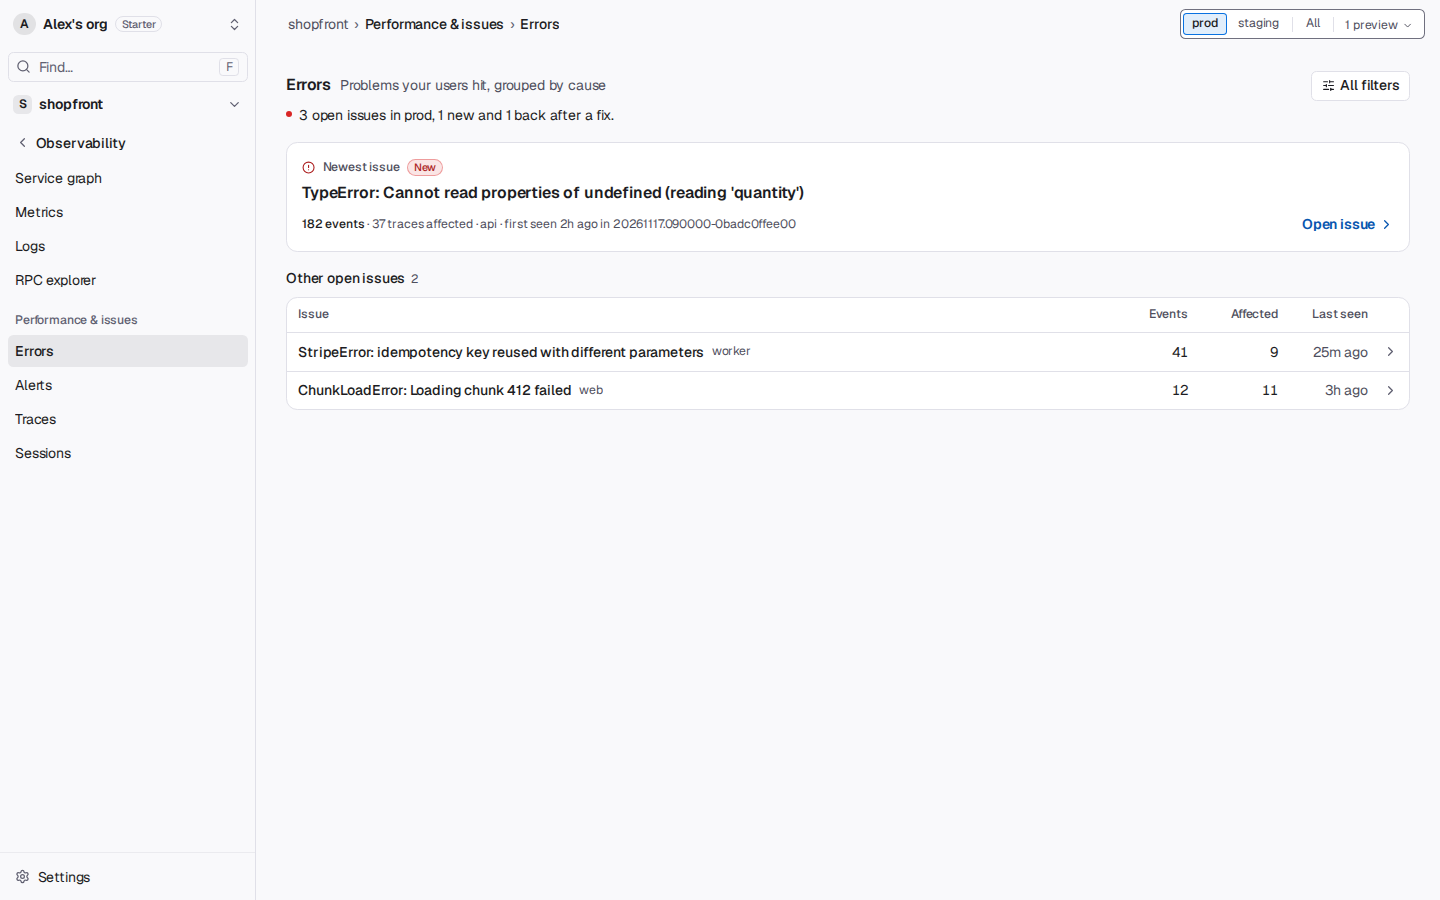 A Alex's org Starter
Find... F
S shopfront
Observability
Service graph
Metrics
Logs
RPC explorer
Performance & issues
Errors
Alerts
Traces
Sessions
Settings
shopfront › Performance & issues › Errors
prod staging All 1 preview
Errors Problems your users hit, grouped by cause
All filters
3 open issues in prod, 1 new and 1 back after a fix.
Newest issue New
TypeError: Cannot read properties of undefined (reading 'quantity')
182 events · 37 traces affected · api · first seen 2h ago in 20261117.090000-0badc0ffee00
Open issue
Other open issues 2
Issue Events Affected Last seen
StripeError: idempotency key reused with different parameters worker 41 9 25m ago
ChunkLoadError: Loading chunk 412 failed web 12 11 3h ago